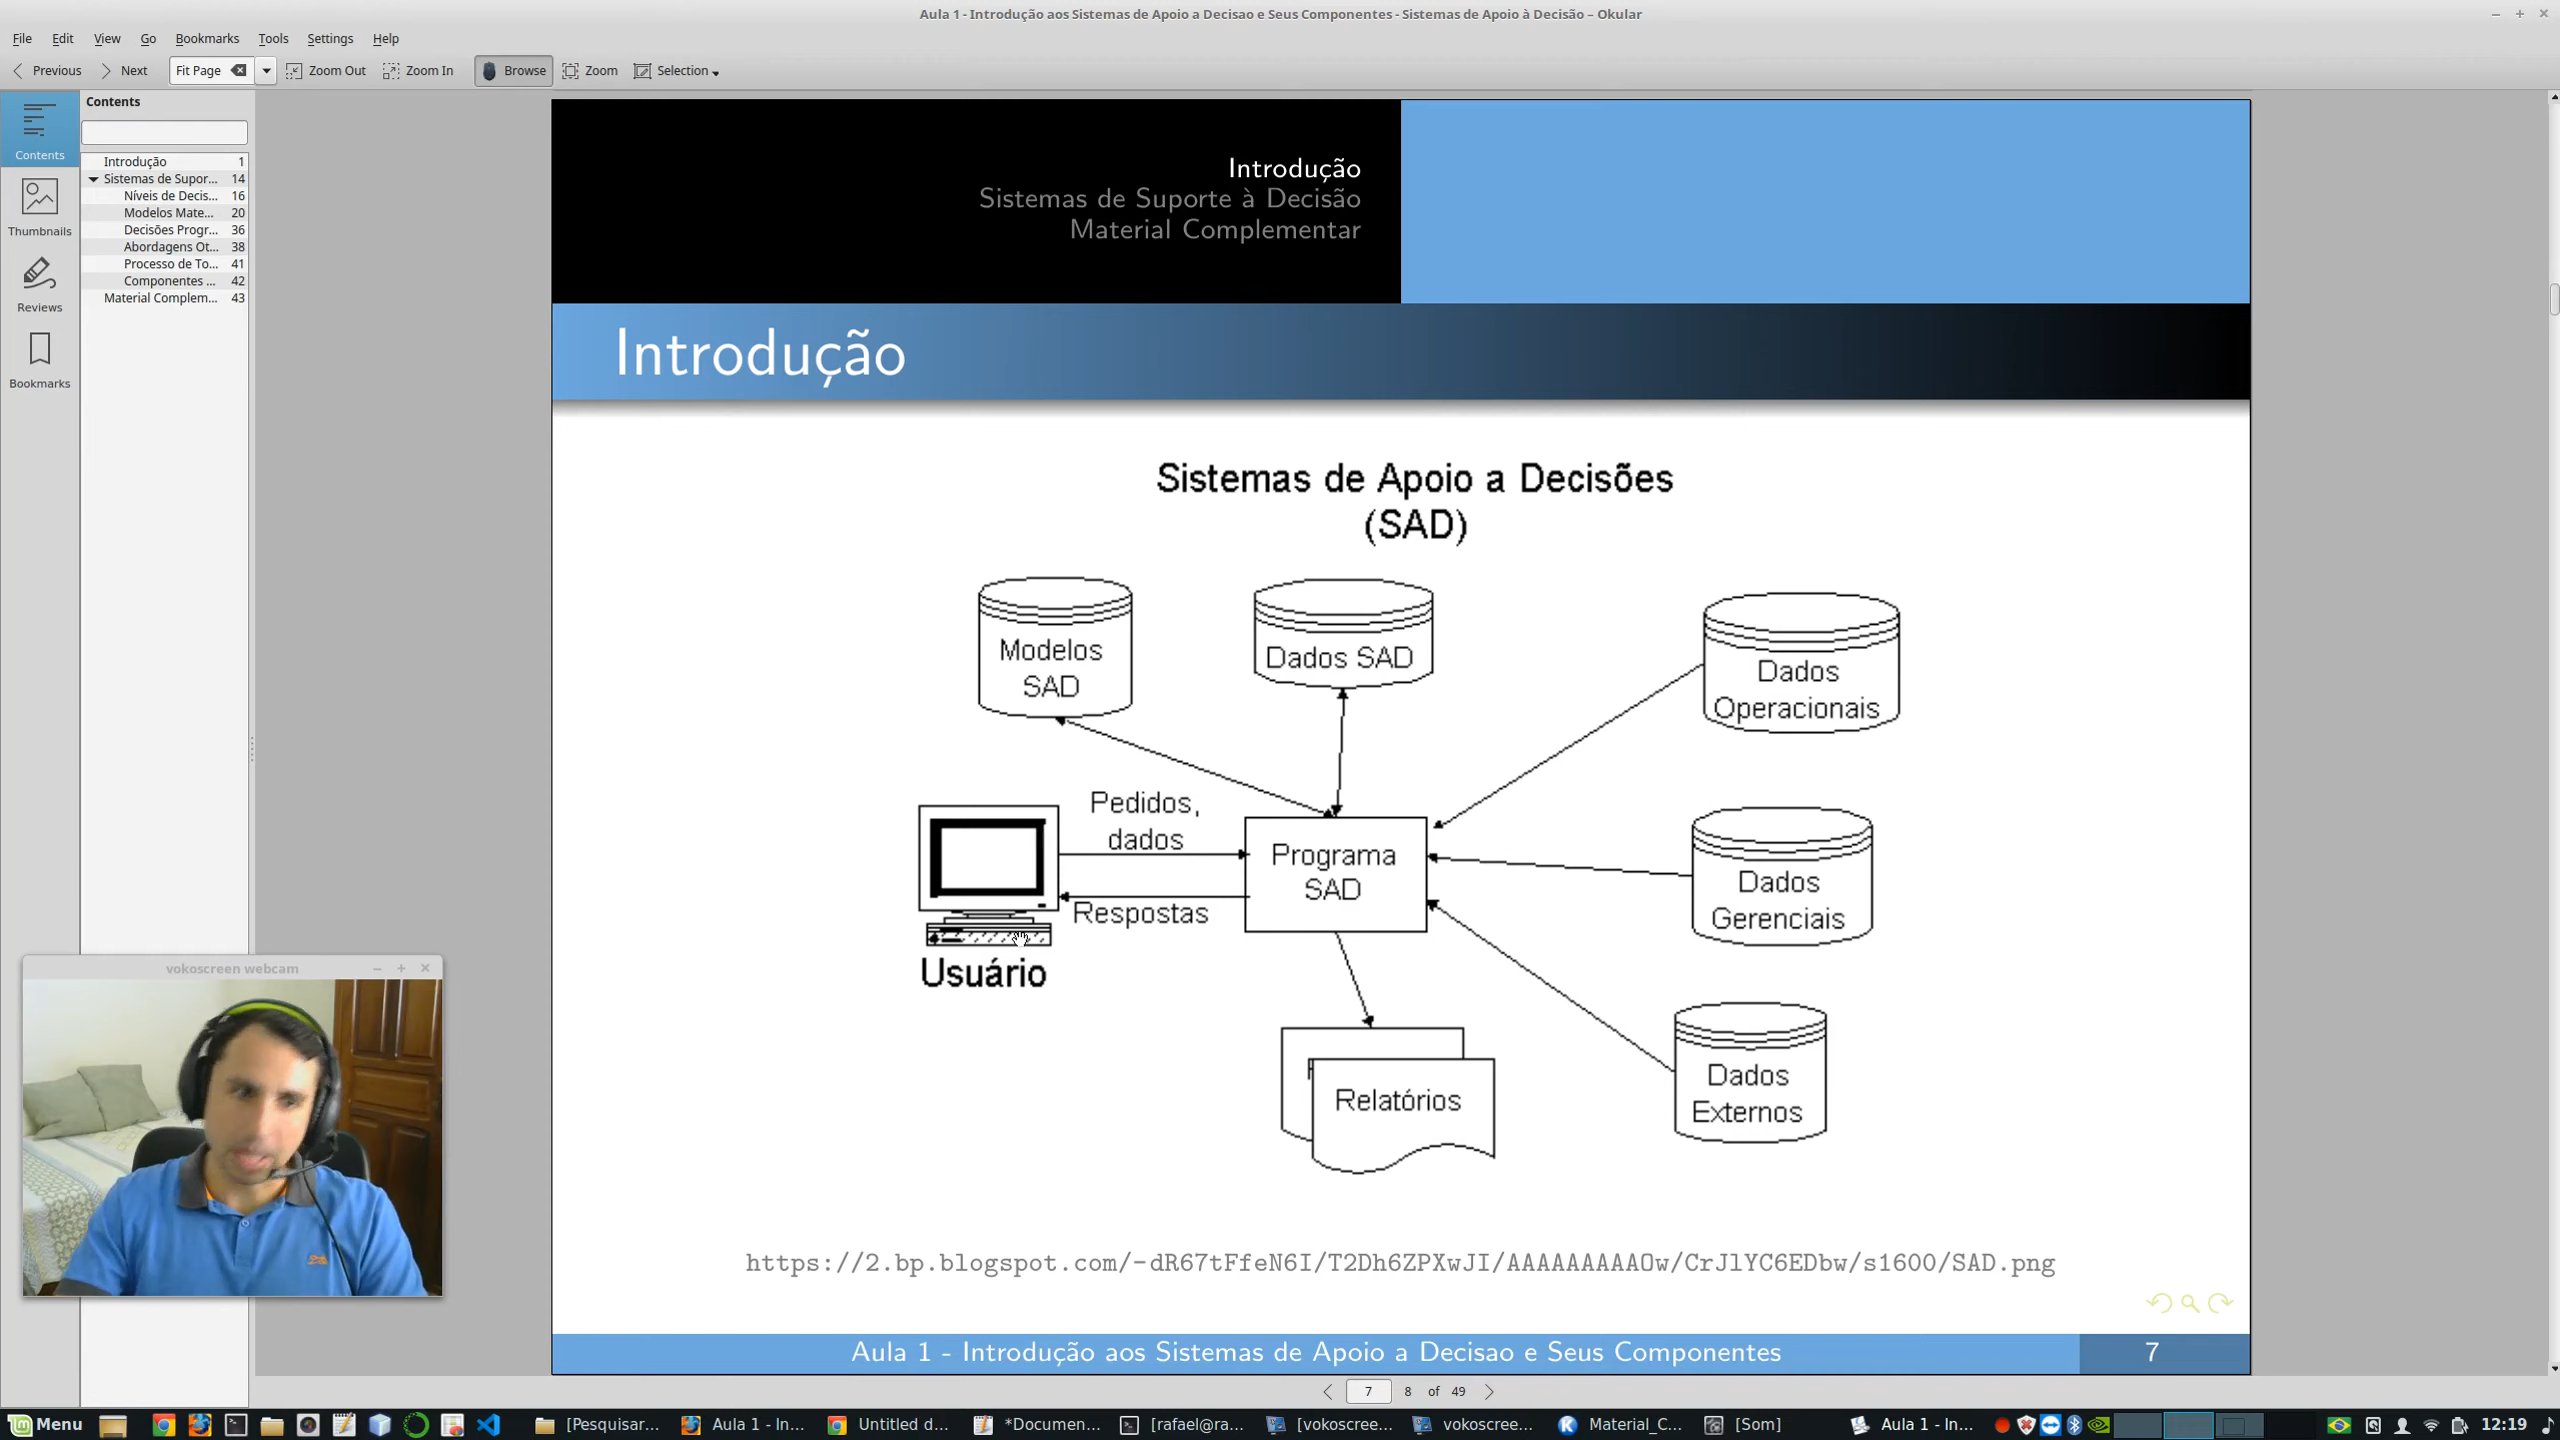 Aula 1 - Introdução aos Sistemas de Apoio a Decisao e Seus Componentes - Sistemas de Apoio à Decisão – Okular
File Edit View Go Bookmarks Tools Settings Help
Previous Next Fit Page Zoom Out Zoom In Browse Zoom Selection
Contents
Contents
Thumbnails
Reviews
Bookmarks
Introdução 1
Sistemas de Supor... 14
Níveis de Decis... 16
Modelos Mate... 20
Decisões Progr... 36
Abordagens Ot... 38
Processo de To... 41
Componentes ... 42
Material Complem... 43
Introdução
Sistemas de Suporte à Decisão
Material Complementar
Introdução
Sistemas de Apoio a Decisões
(SAD)
Modelos
SAD
Dados SAD
Dados
Operacionais
Pedidos,
dados
Programa
SAD
Respostas
Dados
Gerenciais
Usuário
Relatórios
Dados
Externos
https://2.bp.blogspot.com/-dR67tFfeN6I/T2Dh6ZPXwJI/AAAAAAAAAOw/CrJlYC6EDbw/s1600/SAD.png
Aula 1 - Introdução aos Sistemas de Apoio a Decisao e Seus Componentes 7
vokoscreen webcam
7 8 of 49
Menu [Pesquisar... Aula 1 - In... Untitled d... *Documen... [rafael@ra... [vokoscree... vokoscree... Material_C... [Som] Aula 1 - In... 12:19